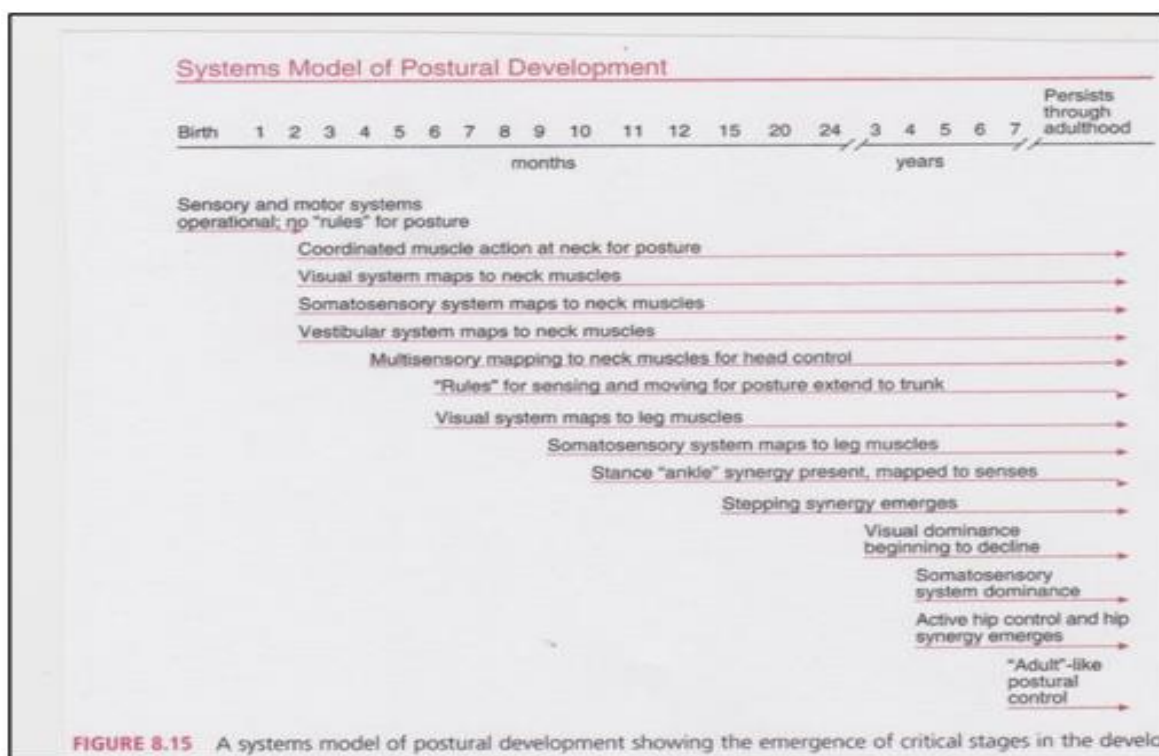 Systems Model of Postural Development
Persists
through
adulthood
Birth 1 2 3 4 5 6 7 8 9 10 11 12 15 20 24 3 4 5 6 7
months years
Sensory and motor systems
operational; no "rules" for posture
Coordinated muscle action at neck for posture
Visual system maps to neck muscles
Somatosensory system maps to neck muscles
Vestibular system maps to neck muscles
Multisensory mapping to neck muscles for head control
"Rules" for sensing and moving for posture extend to trunk
Visual system maps to leg muscles
Somatosensory system maps to leg muscles
Stance "ankle" synergy present, mapped to senses
Stepping synergy emerges
Visual dominance
beginning to decline
Somatosensory
system dominance
Active hip control and hip
synergy emerges
"Adult"-like
postural
control
FIGURE 8.15 A systems model of postural development showing the emergence of critical stages in the develo